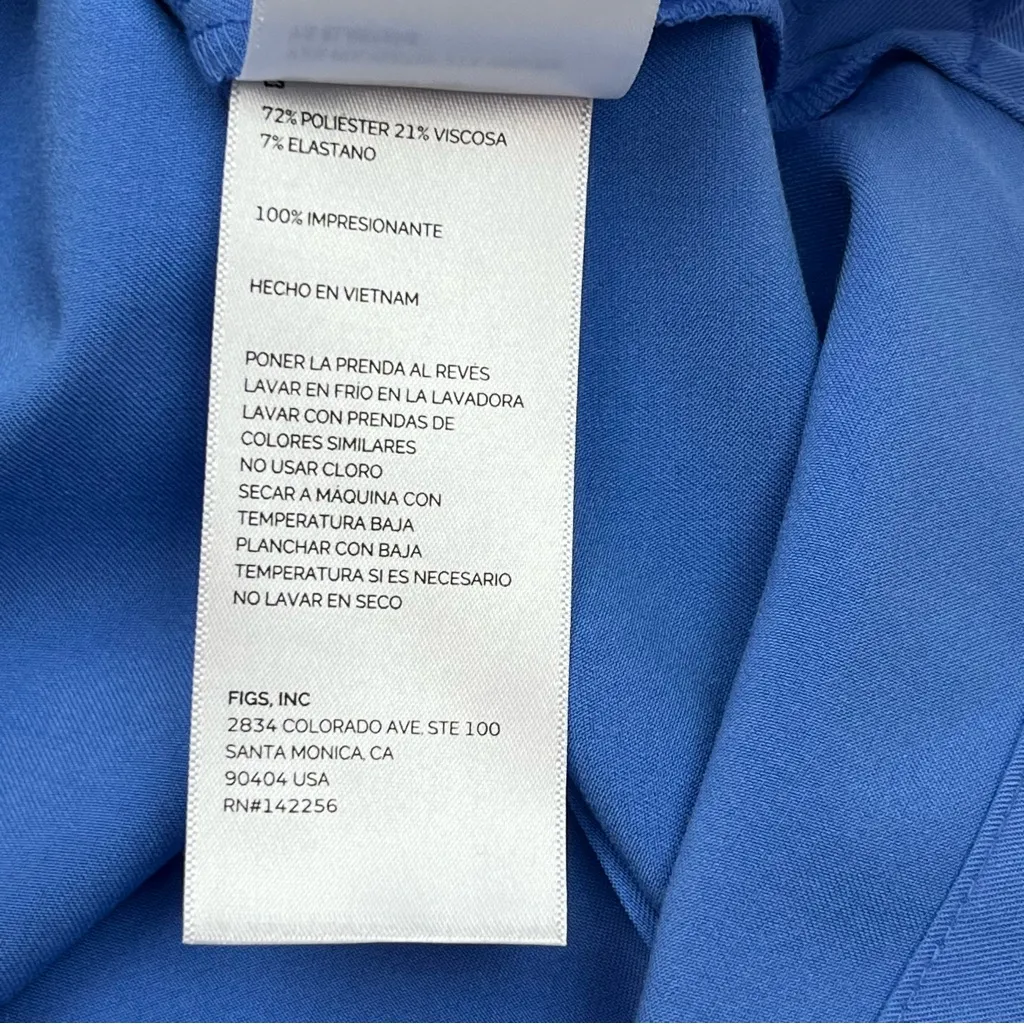 ES
72% POLIESTER 21% VISCOSA
7% ELASTANO
100% IMPRESIONANTE
HECHO EN VIETNAM
PONER LA PRENDA AL REVÉS
LAVAR EN FRÍO EN LA LAVADORA
LAVAR CON PRENDAS DE
COLORES SIMILARES
NO USAR CLORO
SECAR A MÁQUINA CON
TEMPERATURA BAJA
PLANCHAR CON BAJA
TEMPERATURA SI ES NECESARIO
NO LAVAR EN SECO
FIGS, INC
2834 COLORADO AVE. STE 100
SANTA MONICA, CA
90404 USA
RN#142256